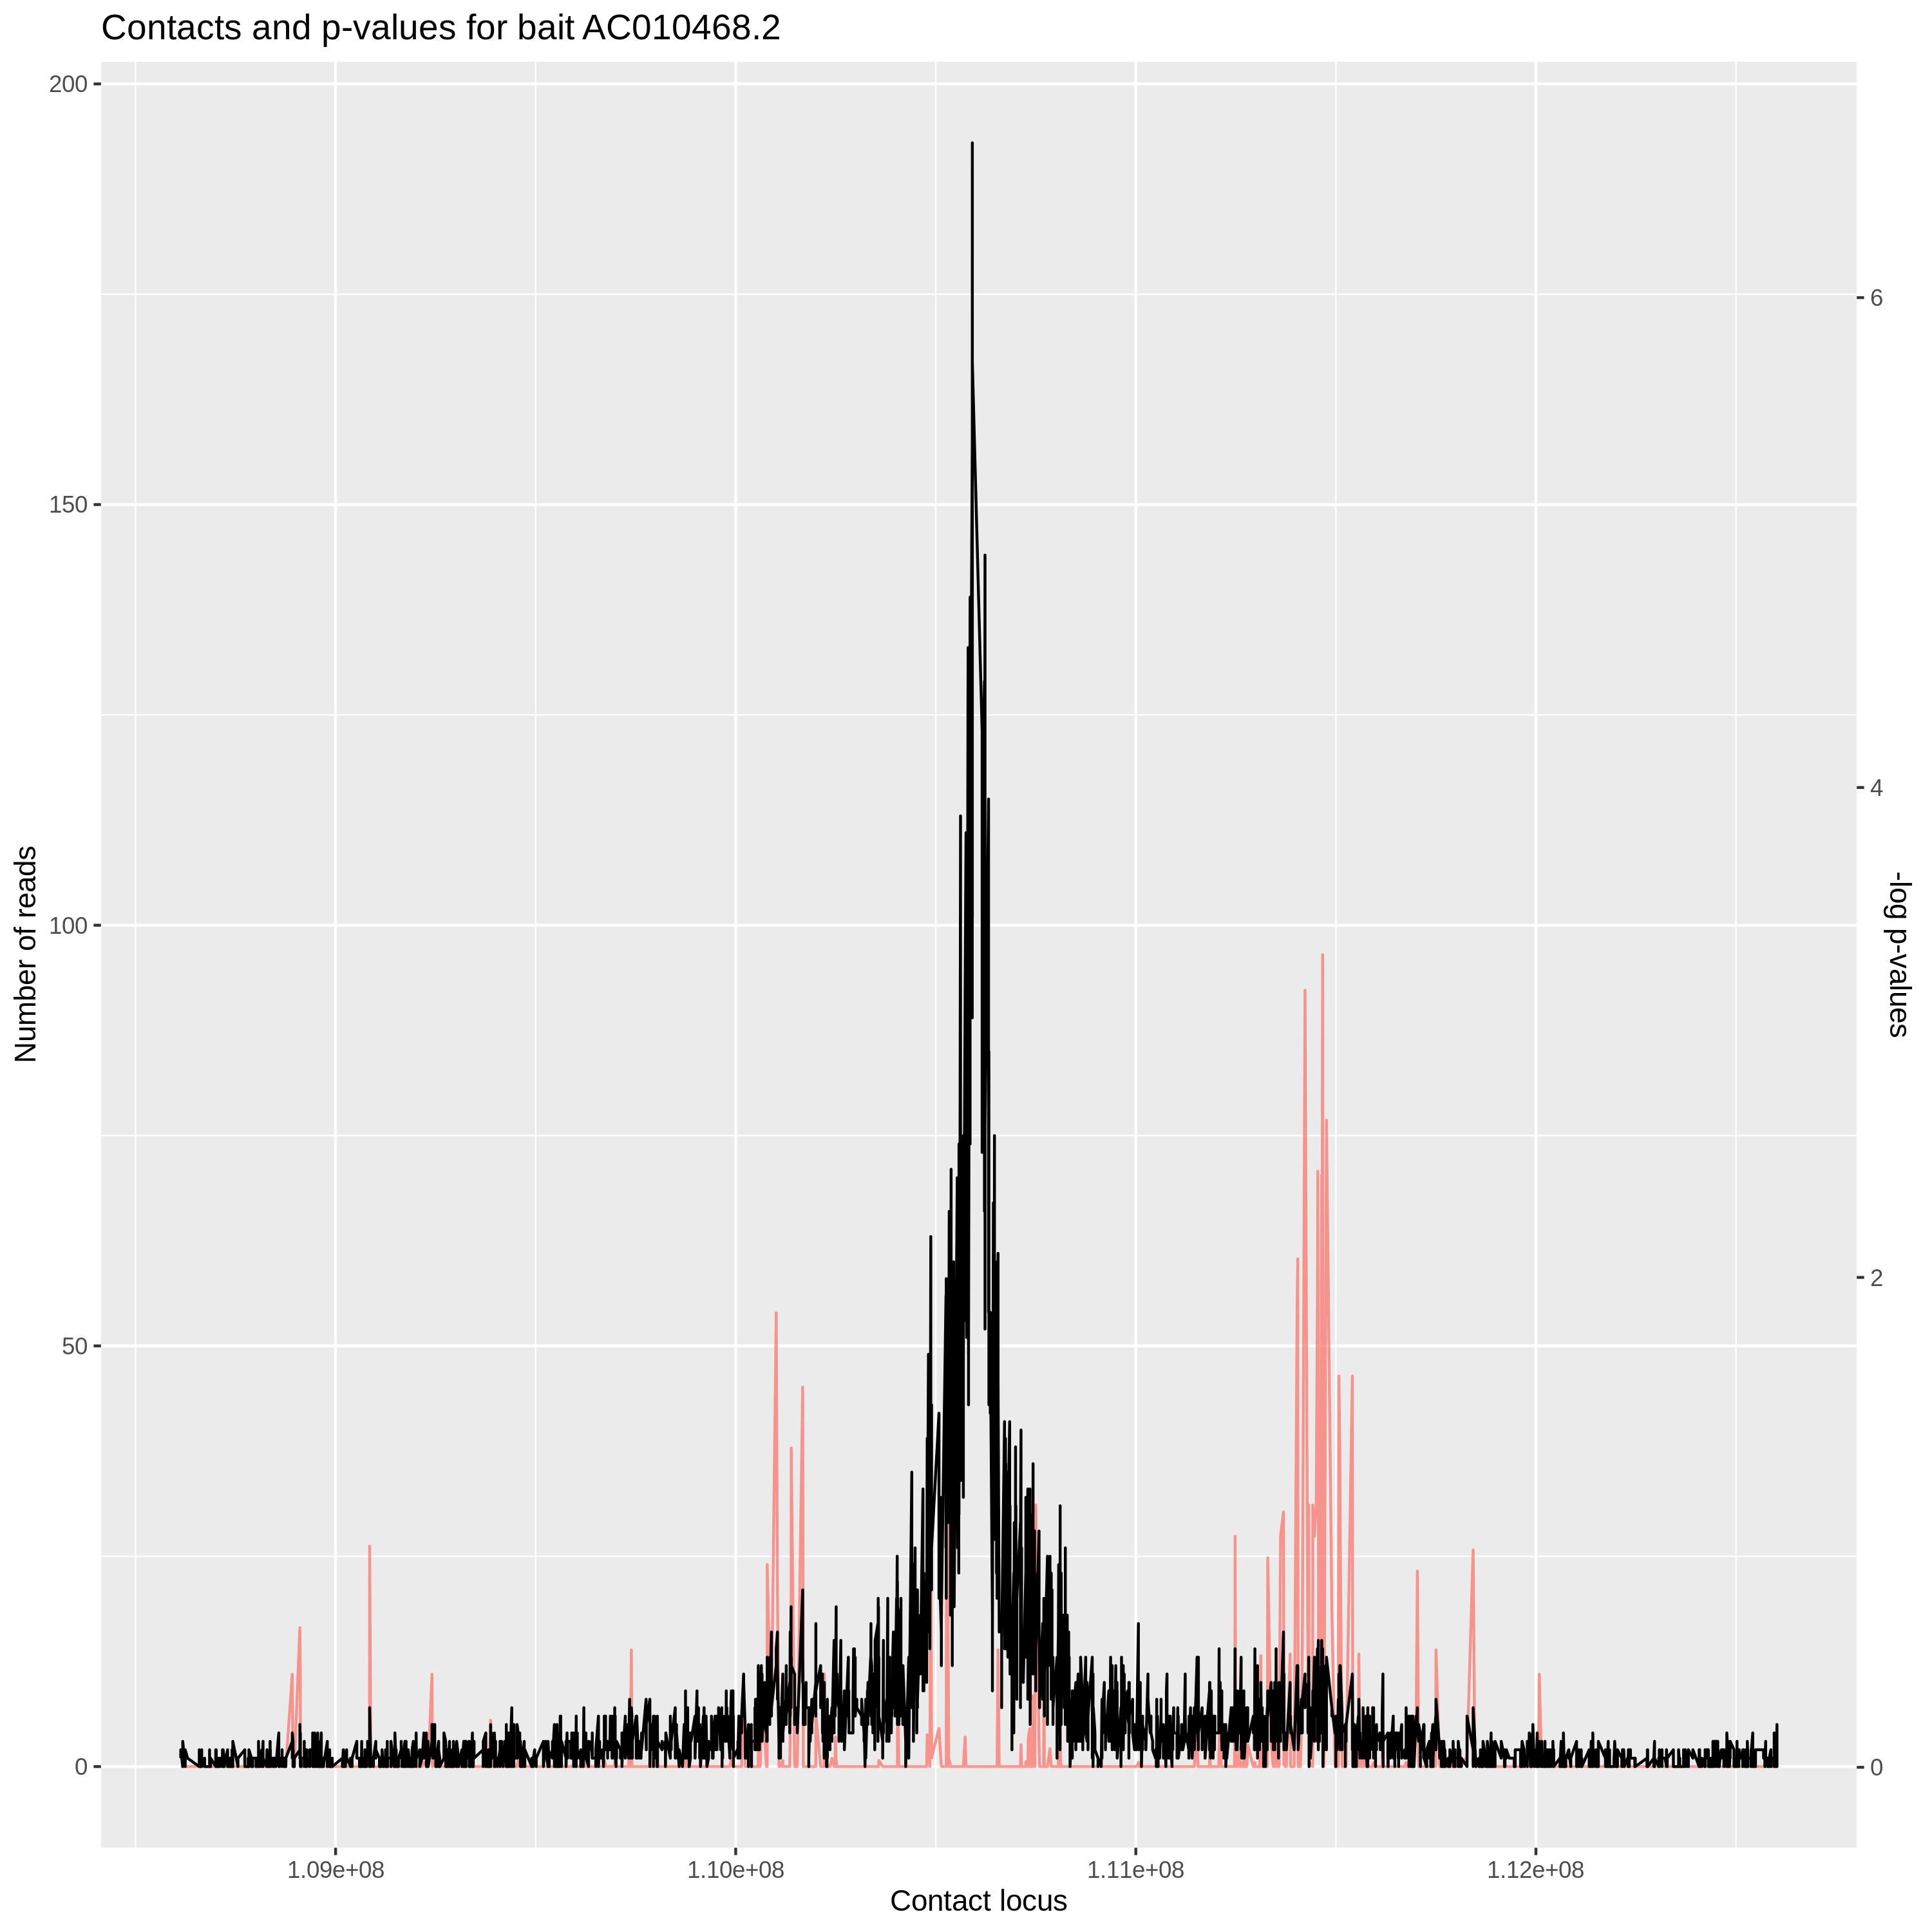 Contacts and p-values for bait AC010468.2
200
150
100
50
0
Number of reads
6
4
2
0
-log p-values
1.09e+08
1.10e+08
1.11e+08
1.12e+08
Contact locus